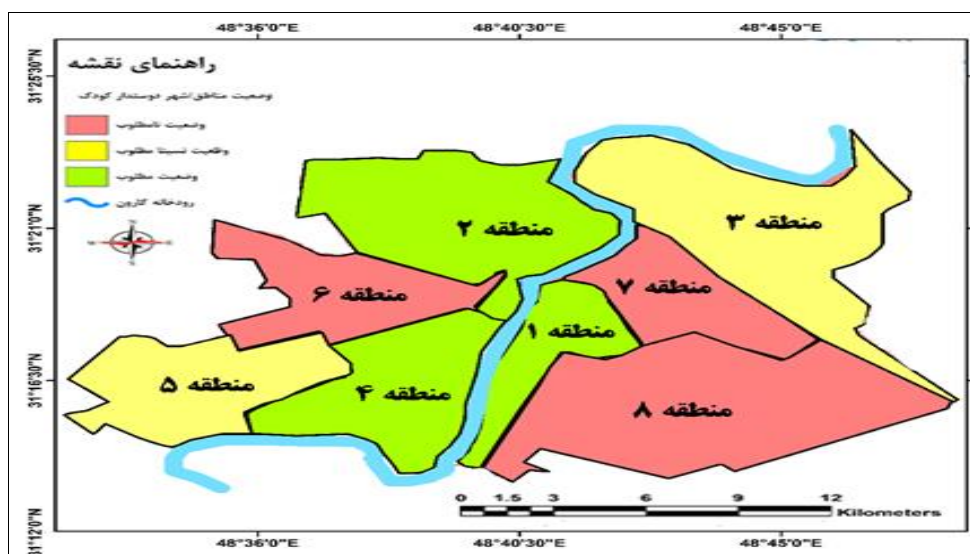 48°36'0"E 48°40'30"E 48°45'0"E
31°25'30"N
31°21'0"N
31°16'30"N
31°12'0"N
راهنمای نقشه
وضعیت مناطق/شهر دوستدار کودک
وضعیت نامطلوب
وقعیت نسبتا مطلوب
وضعیت مطلوب
رودخانه کارون
منطقه ۳
منطقه ۲
منطقه ۷
منطقه ۶
منطقه ۱
منطقه ۵
منطقه ۴
منطقه ۸
0 1.5 3 6 9 12
Kilometers
48°36'0"E 48°40'30"E 48°45'0"E